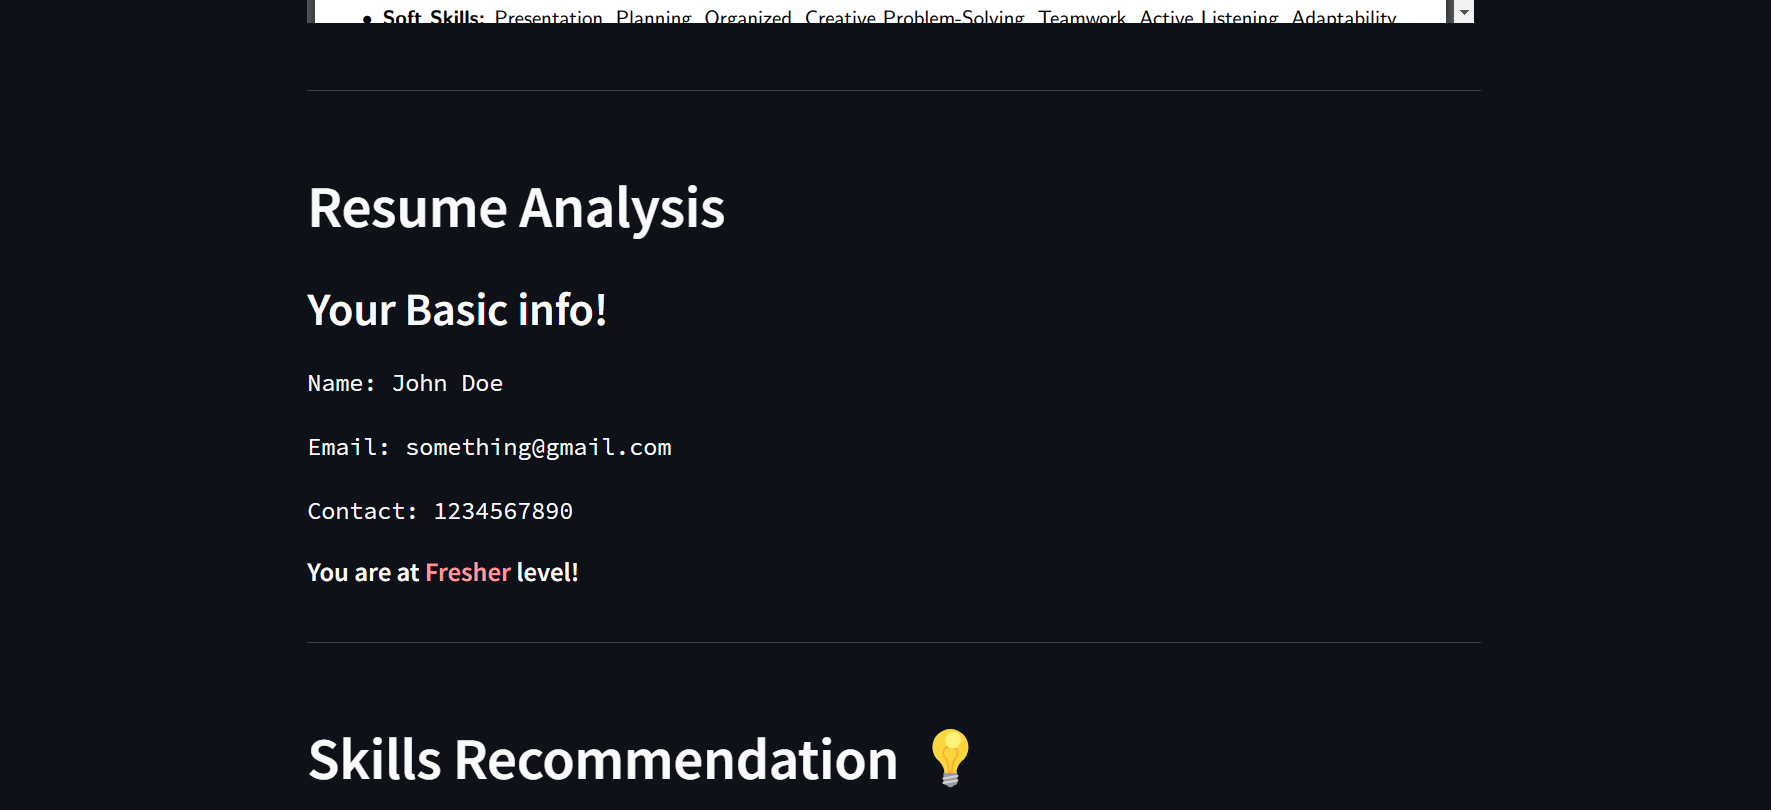 • Soft Skills: Presentation, Planning, Organized, Creative Problem-Solving, Teamwork, Active Listening, Adaptability
Resume Analysis
Your Basic info!
Name: John Doe
Email: something@gmail.com
Contact: 1234567890
You are at Fresher level!
Skills Recommendation 💡